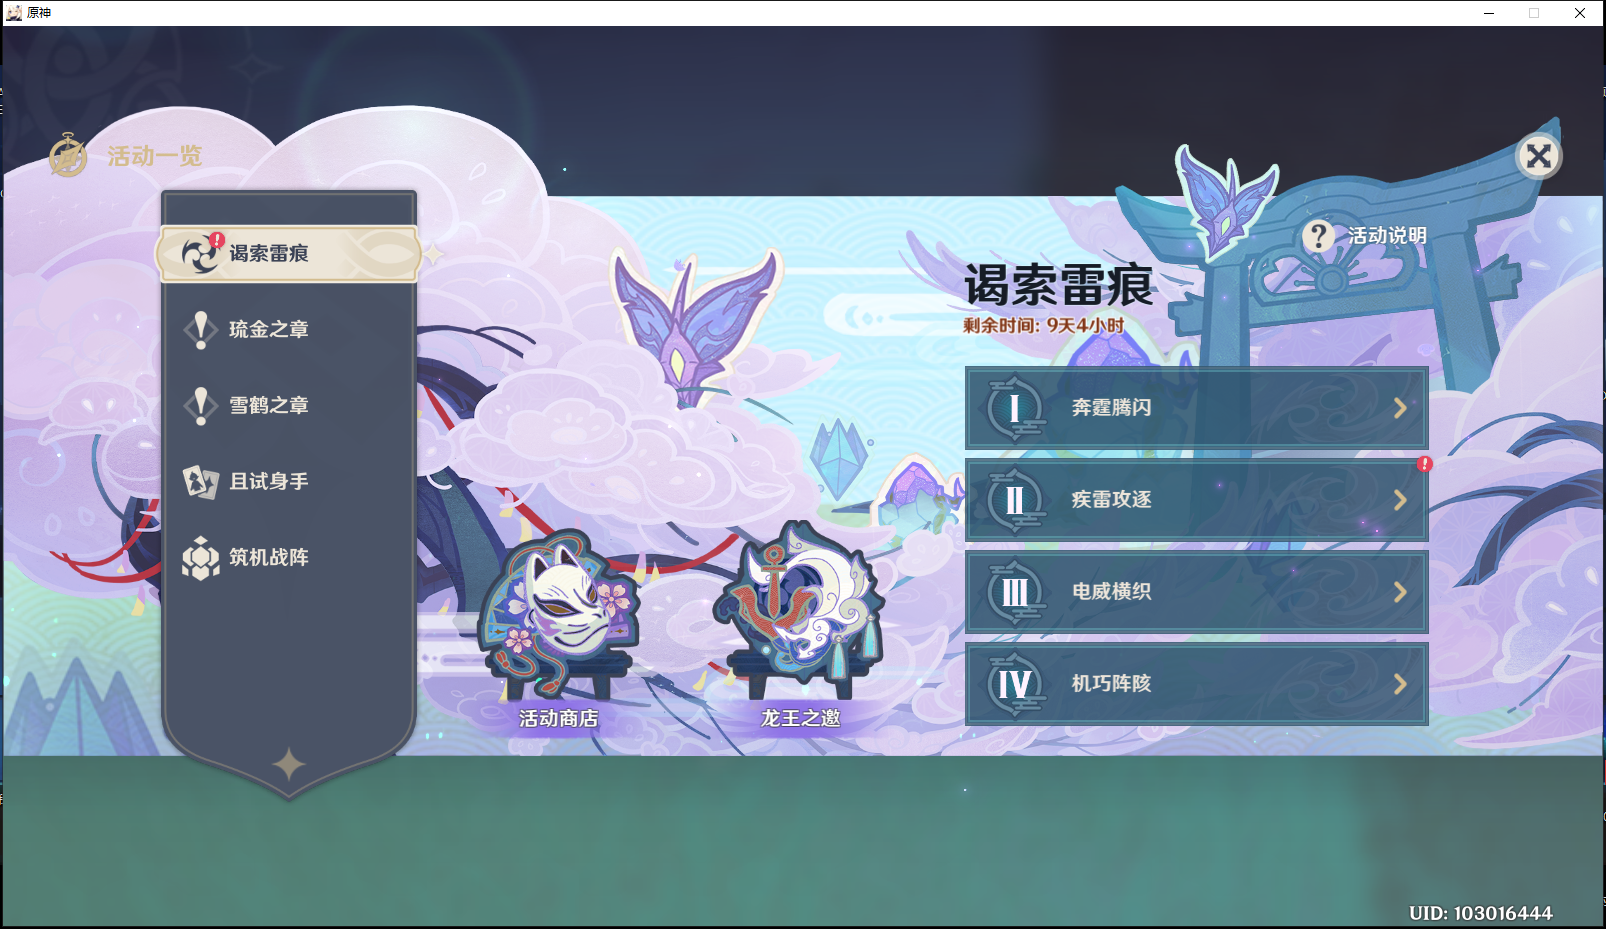 原神
活动一览
谒索雷痕
琉金之章
雪鹤之章
且试身手
筑机战阵
活动说明
谒索雷痕
剩余时间: 9天4小时
I
奔霆腾闪
II
疾雷攻逐
III
电威横织
IV
机巧阵陔
活动商店
龙王之邀
UID: 103016444